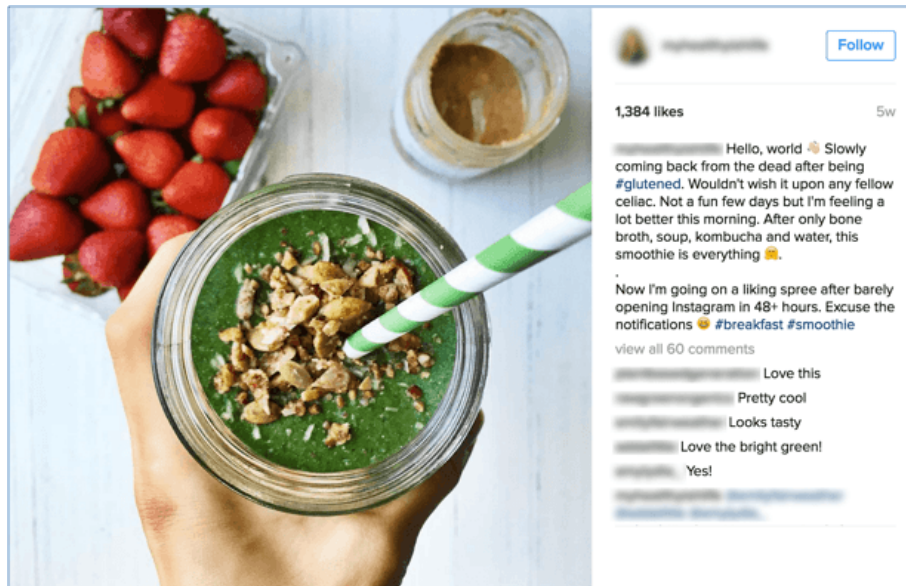 Follow
1,384 likes
5w
Hello, world 👋🏻 Slowly
coming back from the dead after being
#glutened. Wouldn't wish it upon any fellow
celiac. Not a fun few days but I'm feeling a
lot better this morning. After only bone
broth, soup, kombucha and water, this
smoothie is everything 🤗.
.
Now I'm going on a liking spree after barely
opening Instagram in 48+ hours. Excuse the
notifications 😊 #breakfast #smoothie
view all 60 comments
Love this
Pretty cool
Looks tasty
Love the bright green!
Yes!